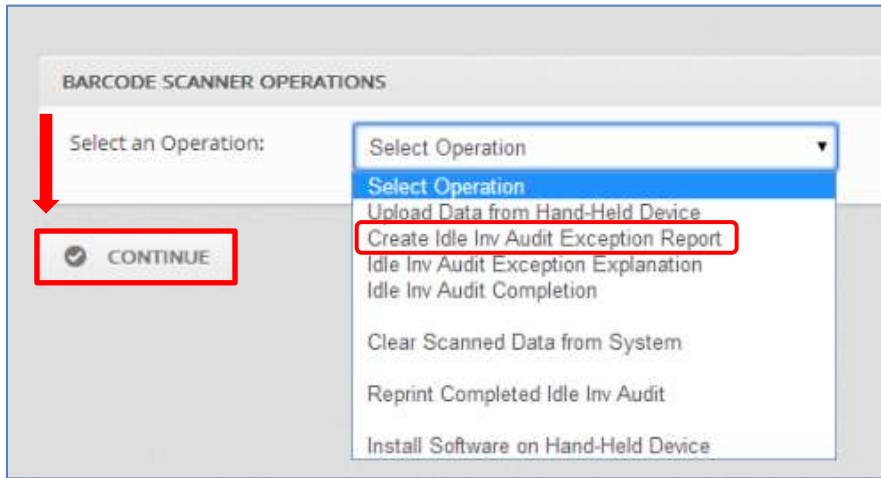 BARCODE SCANNER OPERATIONS
Select an Operation:
Select Operation
Select Operation
Upload Data from Hand-Held Device
Create Idle Inv Audit Exception Report
Idle Inv Audit Exception Explanation
Idle Inv Audit Completion
Clear Scanned Data from System
Reprint Completed Idle Inv Audit
Install Software on Hand-Held Device
CONTINUE